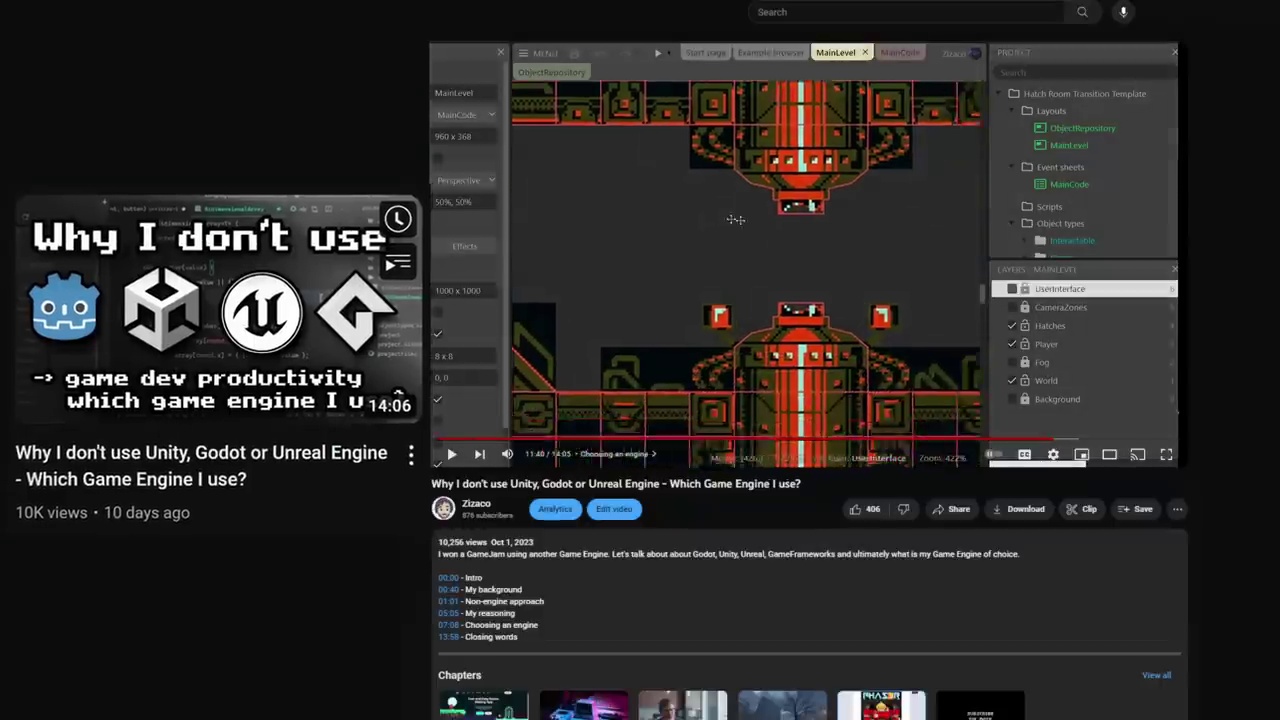 Search
MENU
Start page
Example browser
MainLevel
MainCode
Zizaco
ObjectRepository
MainLevel
MainCode
960 x 368
Perspective
50%, 50%
Effects
1000 x 1000
8 x 8
0, 0
PROJECT
Search
Hatch Room Transition Template
Layouts
ObjectRepository
MainLevel
Event sheets
MainCode
Scripts
Object types
Interactable
LAYERS - MAINLEVEL
UserInterface
CameraZones
Hatches
Player
Fog
World
Background
11:40 / 14:05 • Choosing an engine
UserInterface
Zoom: 422%
Why I don't use
-> game dev productivity
which game engine I u
14:06
Why I don't use Unity, Godot or Unreal Engine
- Which Game Engine I use?
10K views • 10 days ago
Why I don't use Unity, Godot or Unreal Engine - Which Game Engine I use?
Zizaco
876 subscribers
Analytics
Edit video
406
Share
Download
Clip
Save
10,256 views Oct 1, 2023
I won a GameJam using another Game Engine. Let's talk about about Godot, Unity, Unreal, GameFrameworks and ultimately what is my Game Engine of choice.
00:00 - Intro
00:40 - My background
01:01 - Non-engine approach
05:05 - My reasoning
07:08 - Choosing an engine
13:58 - Closing words
Chapters
View all
PHASER